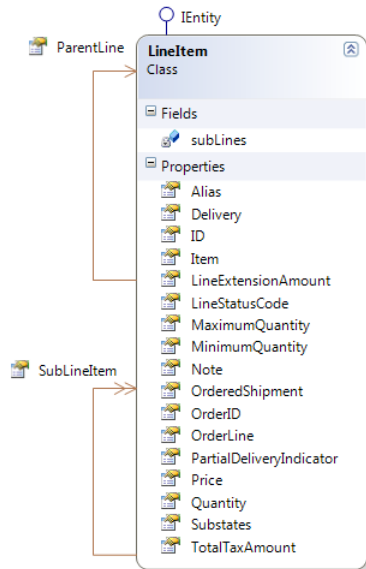 IEntity
ParentLine
LineItem
Class
Fields
subLines
Properties
Alias
Delivery
ID
Item
LineExtensionAmount
LineStatusCode
MaximumQuantity
MinimumQuantity
Note
SubLineItem
OrderedShipment
OrderID
OrderLine
PartialDeliveryIndicator
Price
Quantity
Substates
TotalTaxAmount